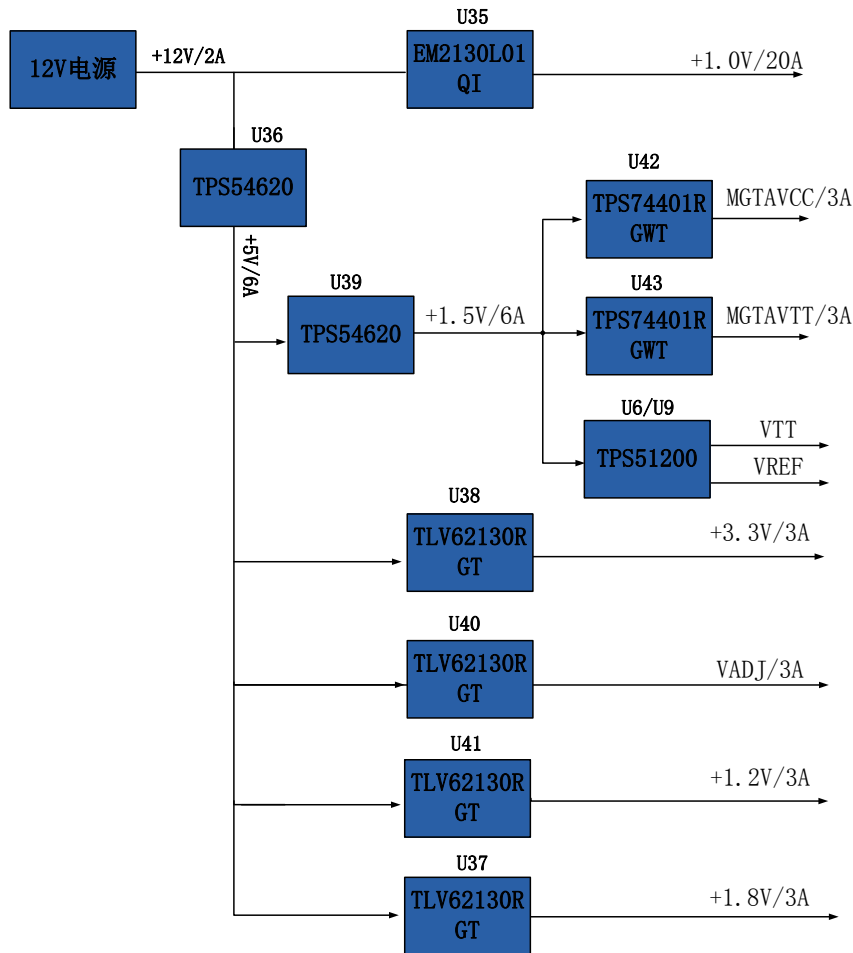 U35
12V电源
+12V/2A
EM2130L01
QI
+1.0V/20A
U36
TPS54620
+5V/6A
U42
TPS74401R
GWT
MGTAVCC/3A
U39
TPS54620
+1.5V/6A
U43
TPS74401R
GWT
MGTAVTT/3A
U6/U9
TPS51200
VTT
VREF
U38
TLV62130R
GT
+3.3V/3A
U40
TLV62130R
GT
VADJ/3A
U41
TLV62130R
GT
+1.2V/3A
U37
TLV62130R
GT
+1.8V/3A